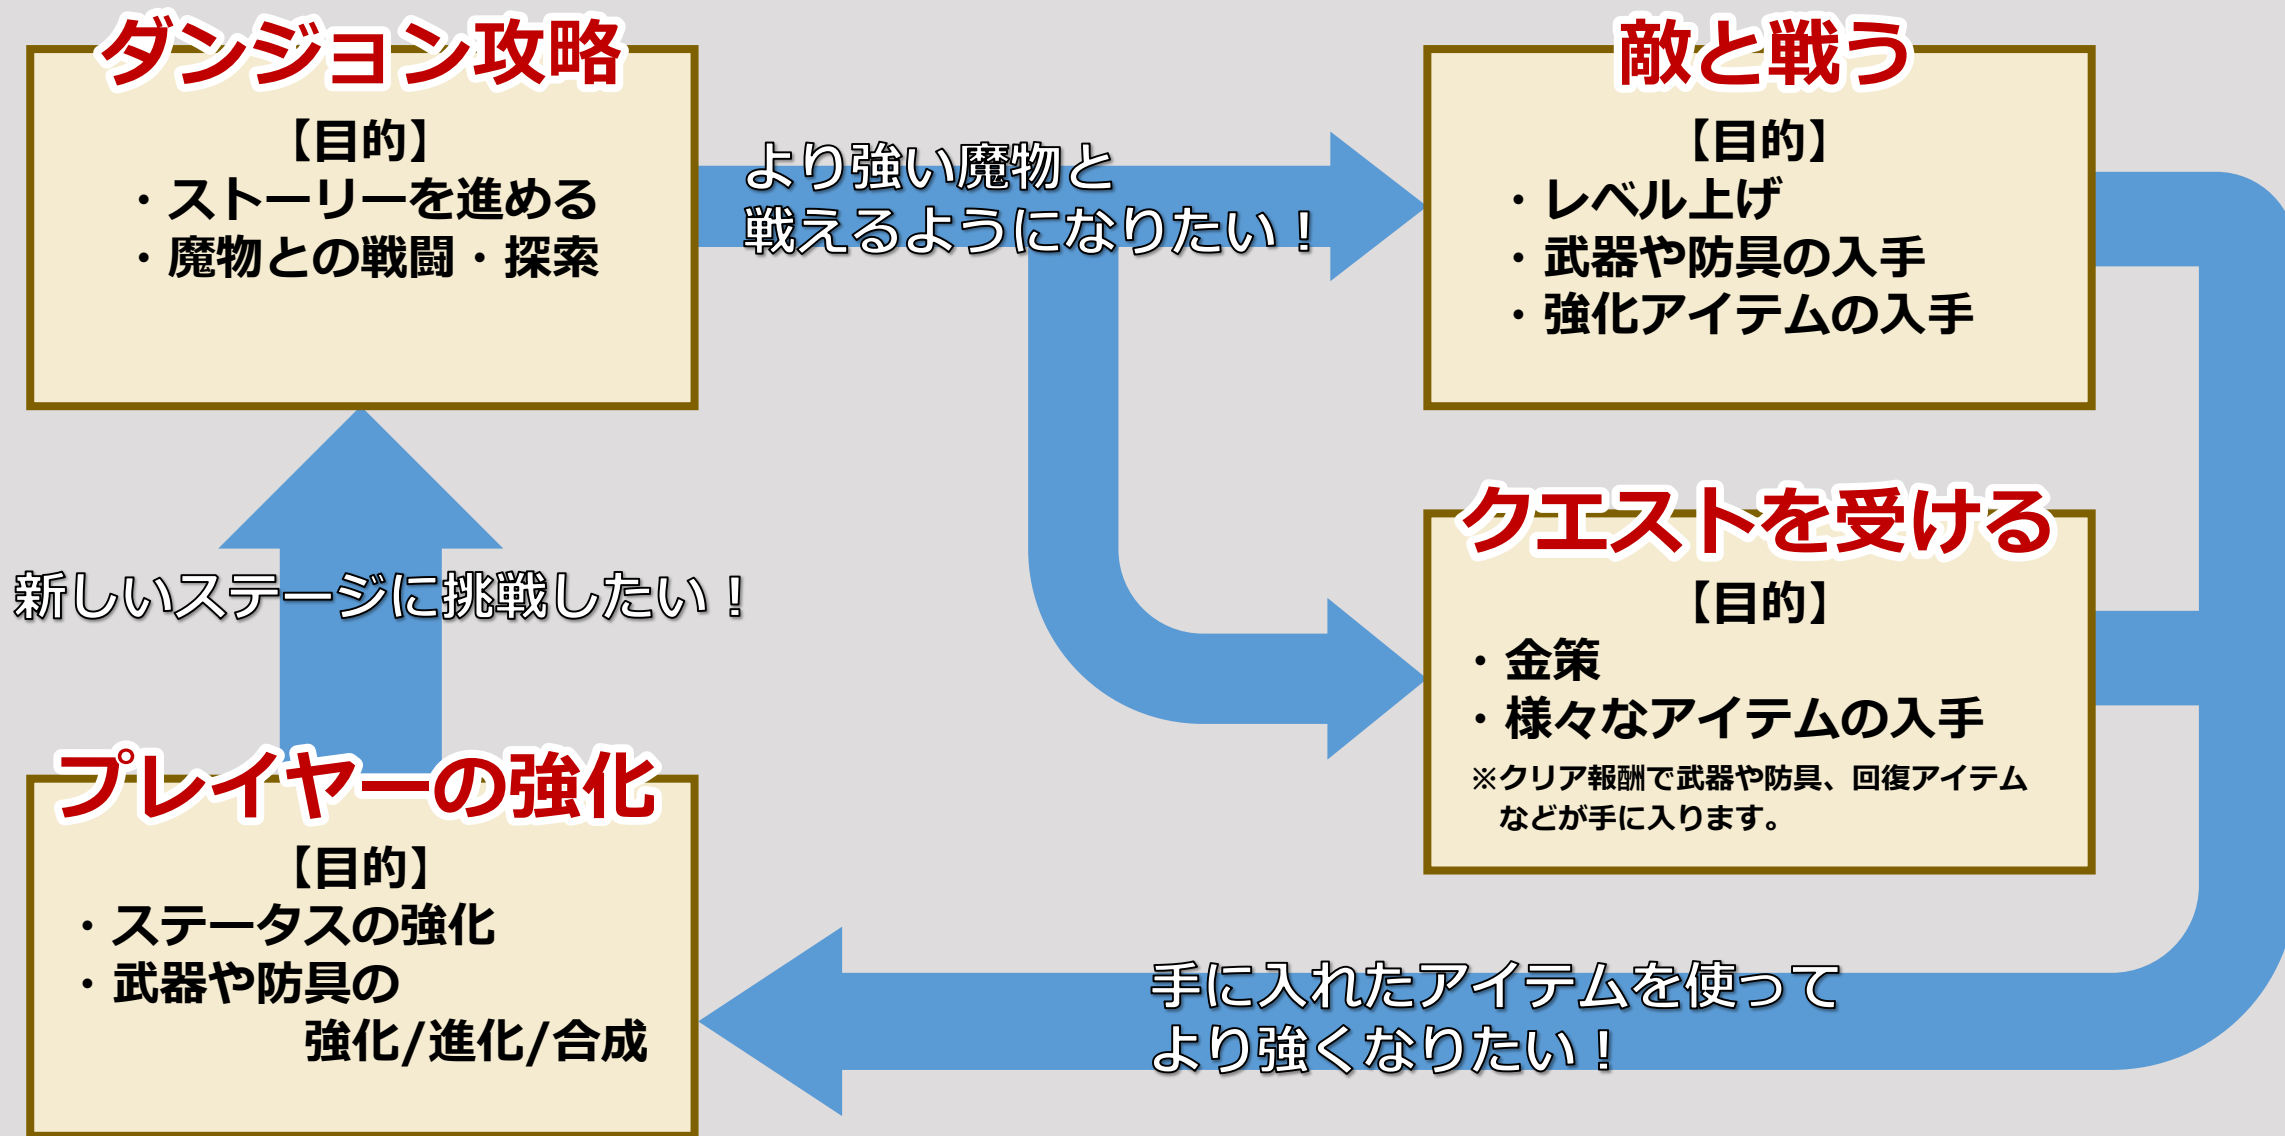 ダンジョン攻略
【目的】
・ストーリーを進める
・魔物との戦闘・探索
より強い魔物と
戦えるようになりたい！
敵と戦う
【目的】
・レベル上げ
・武器や防具の入手
・強化アイテムの入手
クエストを受ける
【目的】
・金策
・様々なアイテムの入手
※クリア報酬で武器や防具、回復アイテム
などが手に入ります。
手に入れたアイテムを使って
より強くなりたい！
プレイヤーの強化
【目的】
・ステータスの強化
・武器や防具の
強化/進化/合成
新しいステージに挑戦したい！